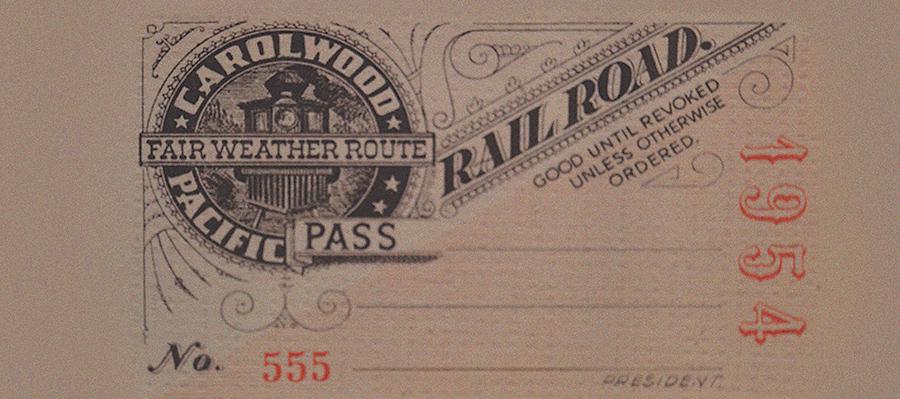 CAROLWOOD
FAIR WEATHER ROUTE
PACIFIC
PASS
RAIL ROAD.
GOOD UNTIL REVOKED
UNLESS OTHERWISE
ORDERED.
1954
No. 555
PRESIDENT.